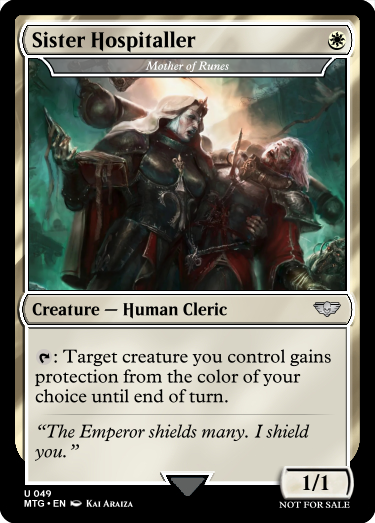 Sister Hospitaller
Mother of Runes
Creature — Human Cleric
: Target creature you control gains
protection from the color of your
choice until end of turn.
“The Emperor shields many. I shield
you.”
1/1
U 049
MTG • EN Kai Araiza
NOT FOR SALE